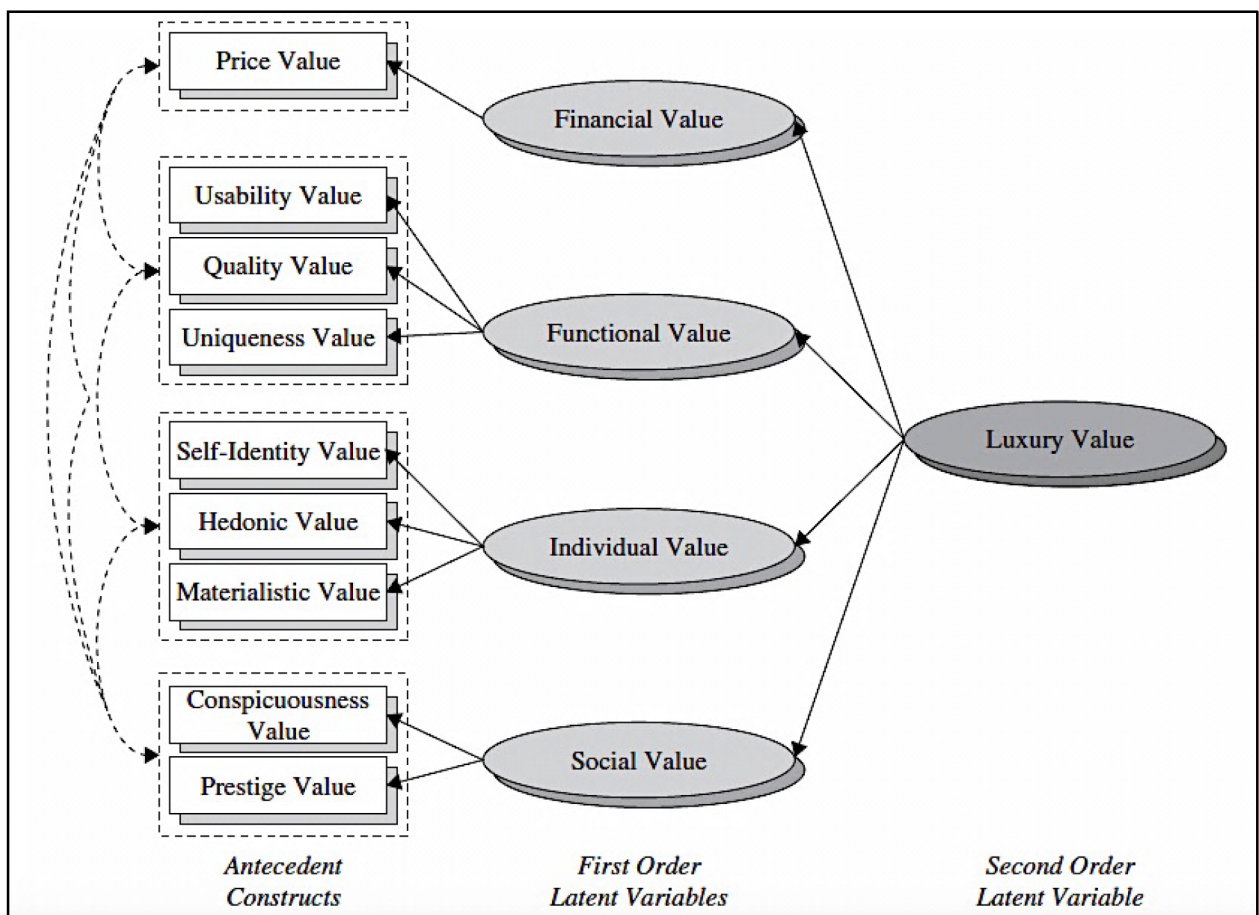 Price Value
Financial Value
Usability Value
Quality Value
Uniqueness Value
Functional Value
Self-Identity Value
Hedonic Value
Materialistic Value
Individual Value
Luxury Value
Conspicuousness
Value
Prestige Value
Social Value
Antecedent
Constructs
First Order
Latent Variables
Second Order
Latent Variable